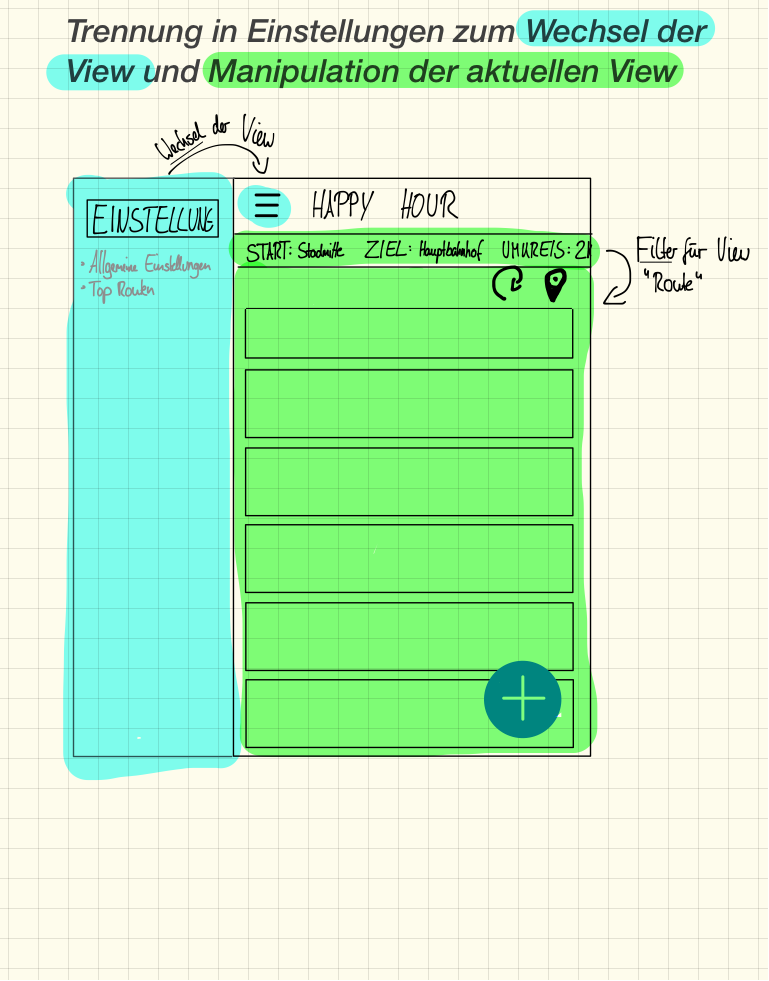 Trennung in Einstellungen zum Wechsel der
View und Manipulation der aktuellen View
Wechsel der View
EINSTELLUNG
• Allgemeine Einstellungen
• Top Routen
HAPPY HOUR
START: Stadmitte ZIEL: Hauptbahnhof UMKREIS: 2K
Filter für View
"Route"